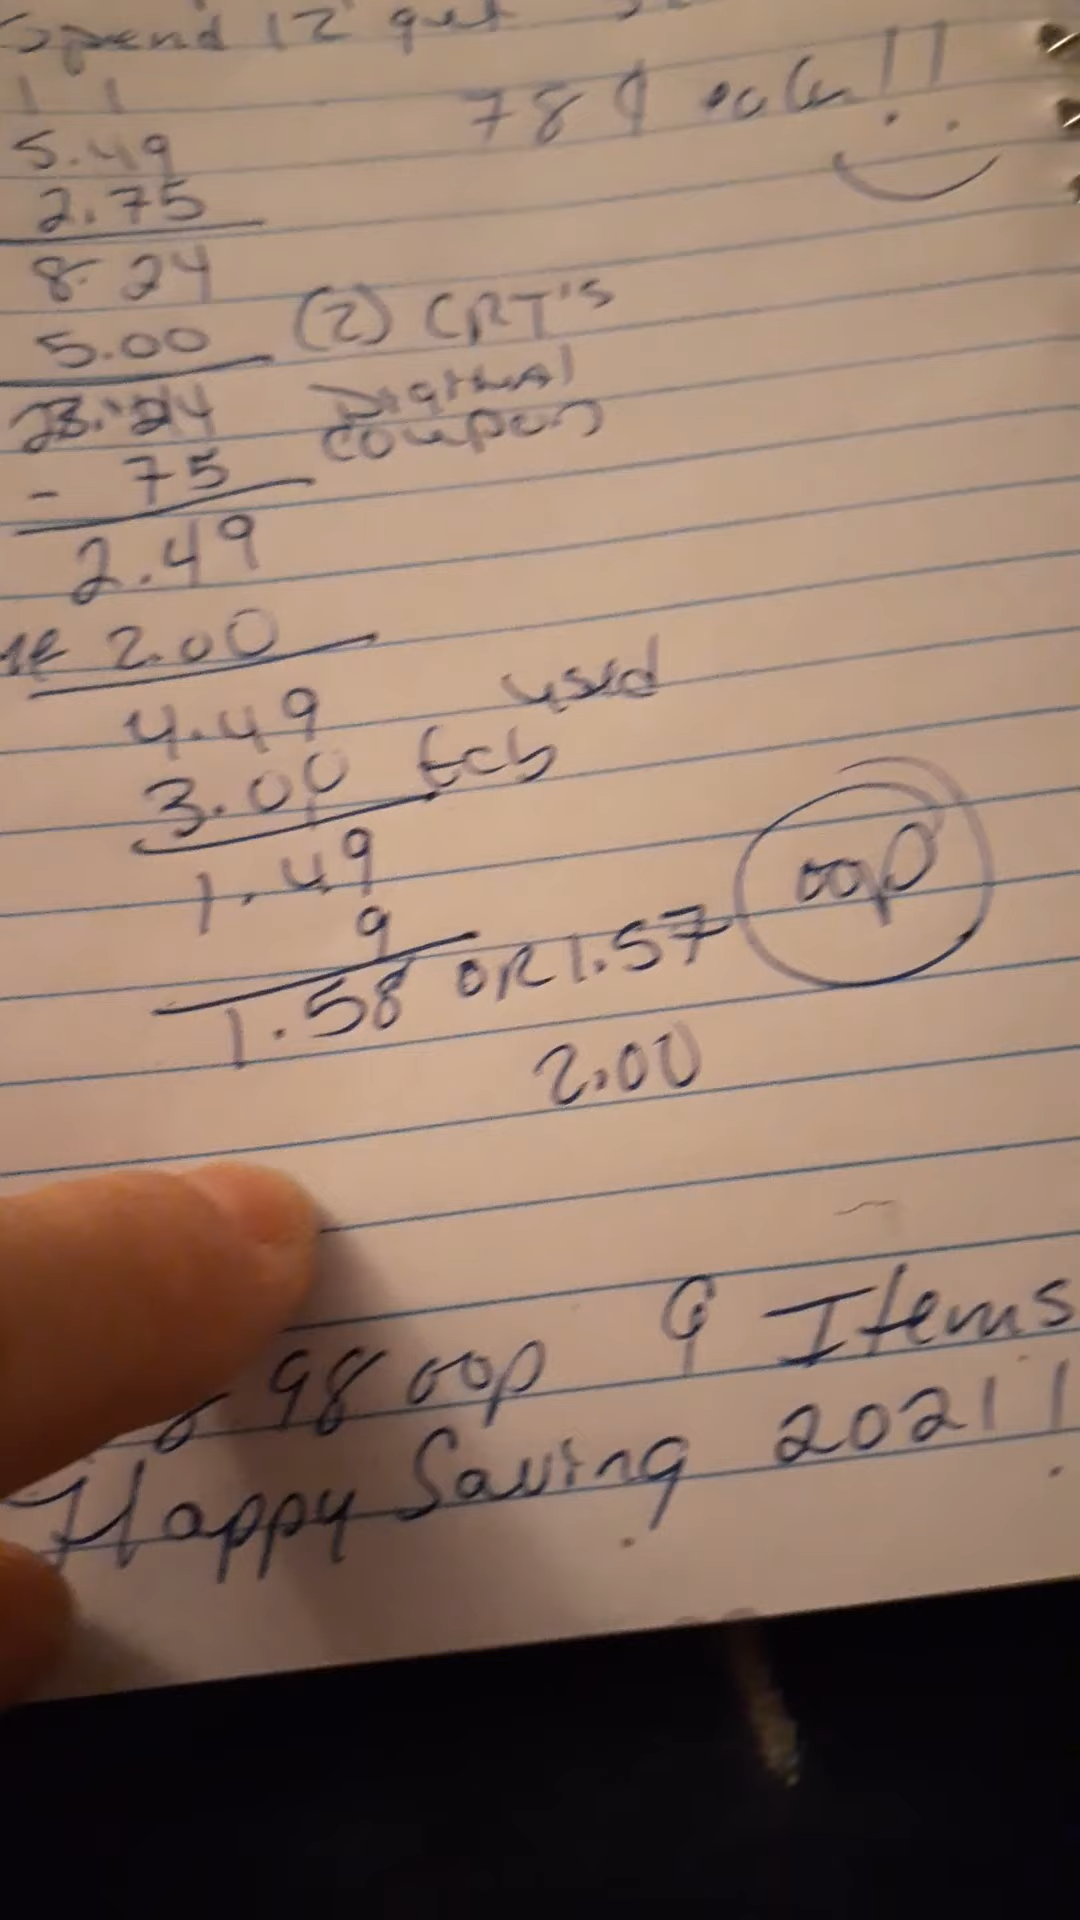 Spend 12 get
1 1
78¢ each!!
5.49
2.75
8.24
5.00 (2) CRT's
3.24 Digital
coupon
- 75
2.49
2.00
4.49 used
3.00 Ecb
1.49
9
1.58 OR 1.57 oop
2.00
98 oop 9 Items
Happy Saving 2021!